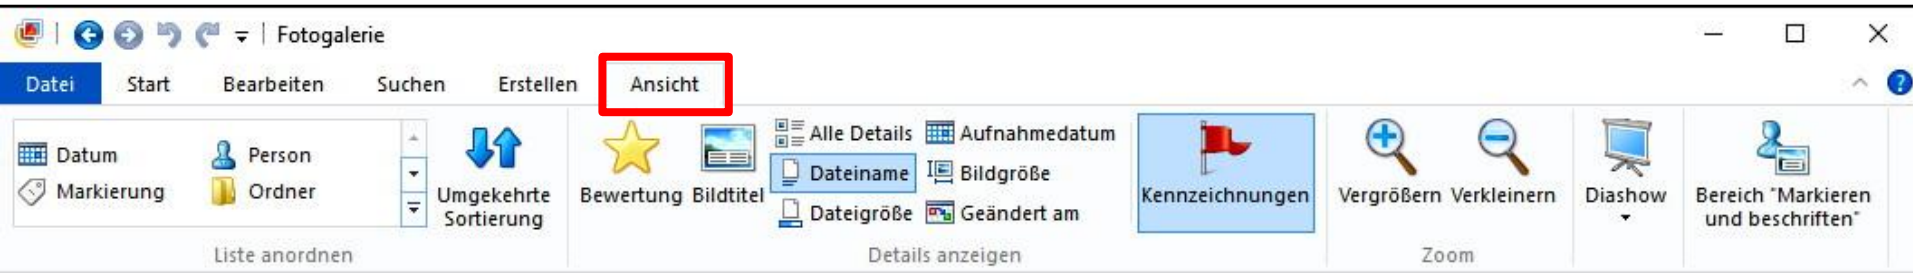 Fotogalerie
Datei Start Bearbeiten Suchen Erstellen Ansicht
Datum Person
Markierung Ordner
Umgekehrte
Sortierung
Liste anordnen
Bewertung Bildtitel
Alle Details Aufnahmedatum
Dateiname Bildgröße
Dateigröße Geändert am
Kennzeichnungen
Details anzeigen
Vergrößern Verkleinern
Zoom
Diashow
Bereich "Markieren
und beschriften"